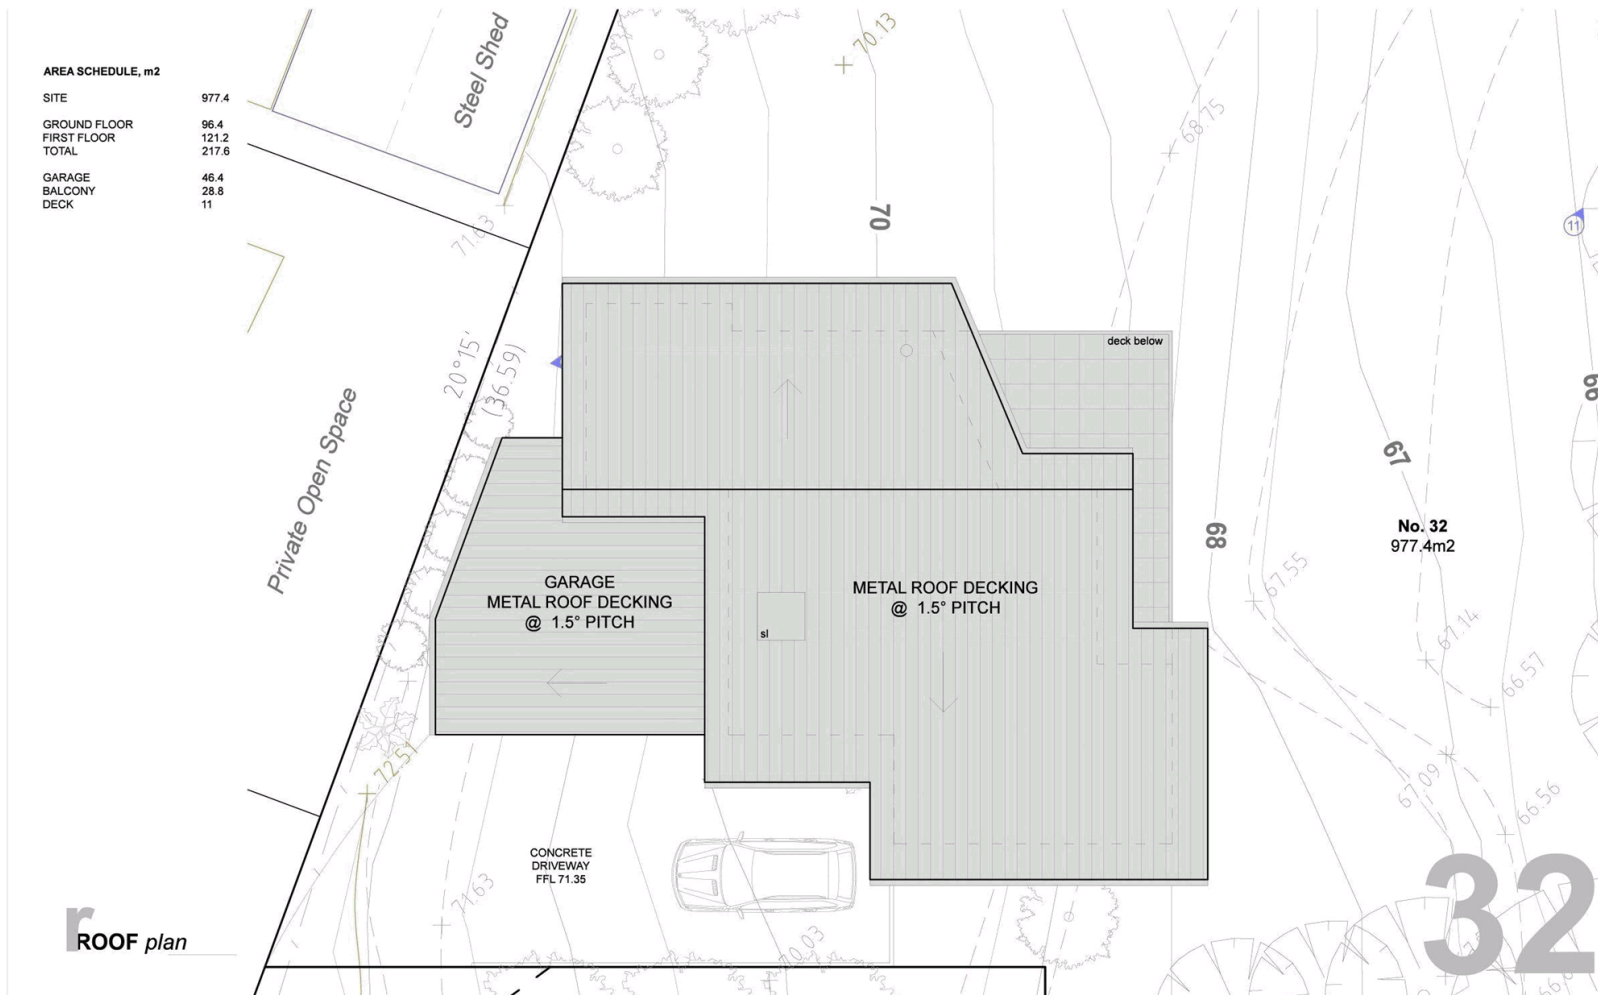 AREA SCHEDULE, m2
SITE 977.4
GROUND FLOOR 96.4
FIRST FLOOR 121.2
TOTAL 217.6
GARAGE 46.4
BALCONY 28.8
DECK 11
Steel Shed
70.13
68.75
71.63
70
11
20°15'
(36.59)
deck below
Private Open Space
66
67
68
No. 32
977.4m2
67.55
GARAGE
METAL ROOF DECKING
@ 1.5° PITCH
METAL ROOF DECKING
@ 1.5° PITCH
sl
67.14
66.57
72.51
67.09
66.56
CONCRETE
DRIVEWAY
FFL 71.35
71.63
70.03
r
ROOF plan
32